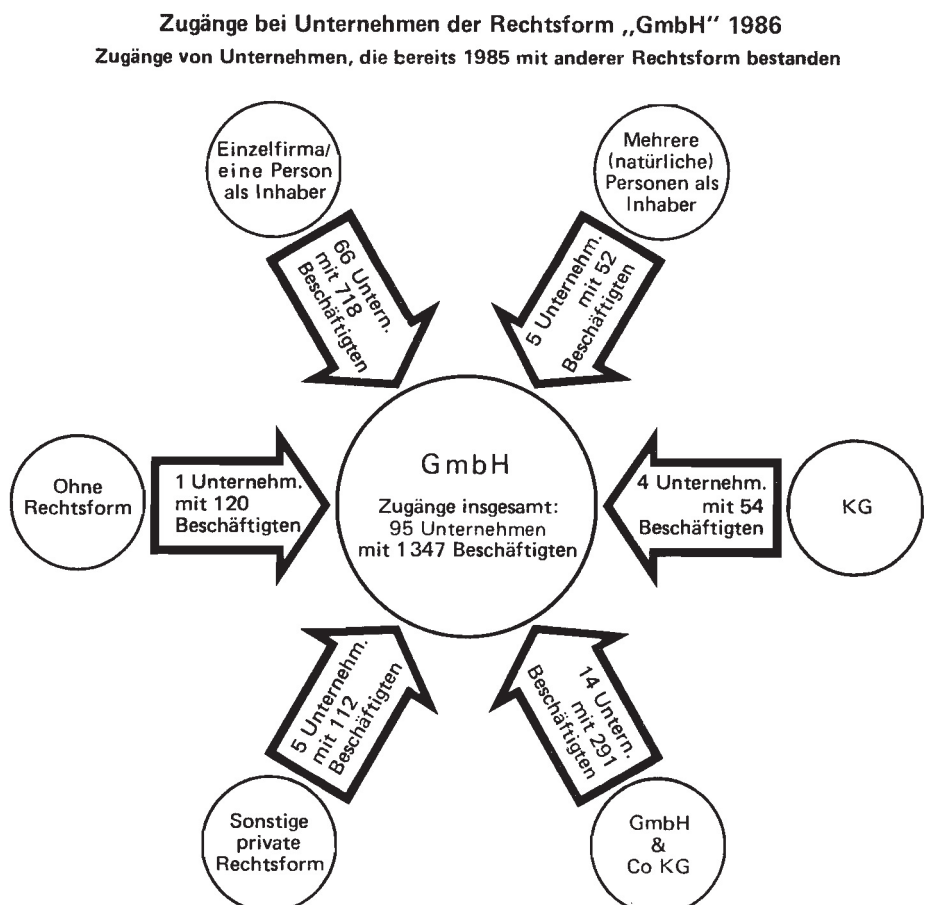 Zugänge bei Unternehmen der Rechtsform „GmbH“ 1986
Zugänge von Unternehmen, die bereits 1985 mit anderer Rechtsform bestanden
Einzelfirma/
eine Person
als Inhaber
Mehrere
(natürliche)
Personen als
Inhaber
66 Untern.
mit 718
Beschäftigten
5 Unternehm.
mit 52
Beschäftigten
Ohne
Rechtsform
1 Unternehm.
mit 120
Beschäftigten
GmbH
Zugänge insgesamt:
95 Unternehmen
mit 1347 Beschäftigten
4 Unternehm.
mit 54
Beschäftigten
KG
5 Unternehm.
mit 112
Beschäftigten
14 Untern.
mit 291
Beschäftigten
Sonstige
private
Rechtsform
GmbH
&
Co KG